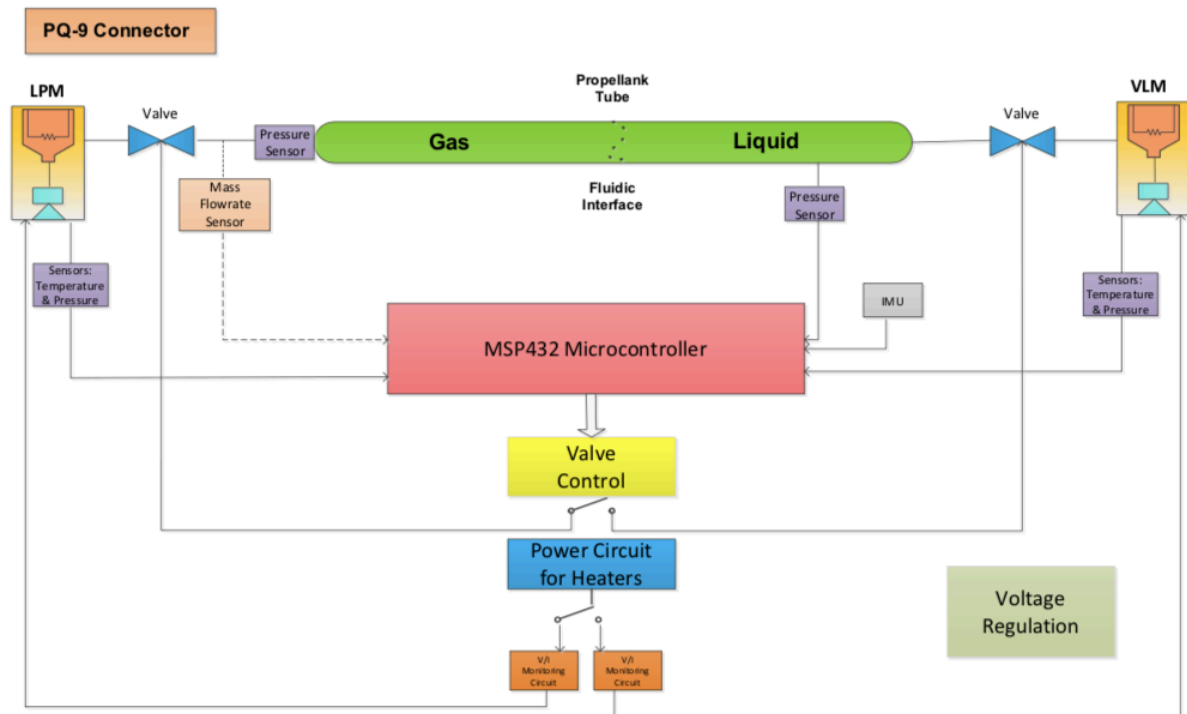 PQ-9 Connector
LPM
Valve
Propellank
Tube
Valve
VLM
Pressure
Sensor
Gas
Liquid
Mass
Flowrate
Sensor
Fluidic
Interface
Pressure
Sensor
Sensors:
Temperature
& Pressure
IMU
Sensors:
Temperature
& Pressure
MSP432 Microcontroller
Valve
Control
Power Circuit
for Heaters
Voltage
Regulation
V/I
Monitoring
Circuit
V/I
Monitoring
Circuit